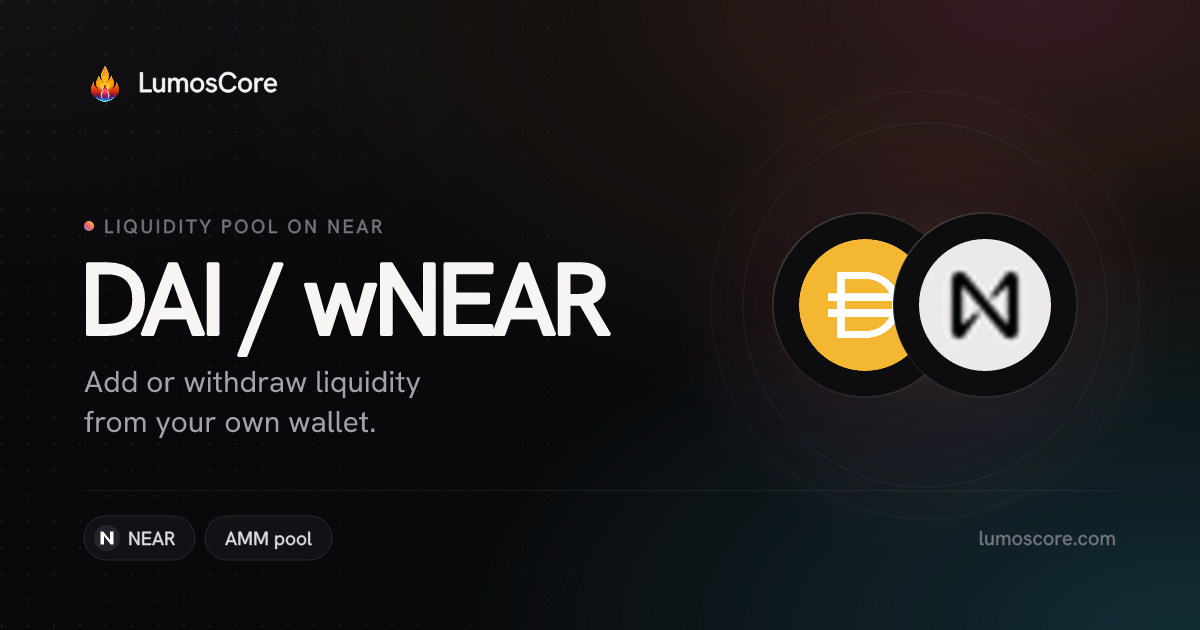 LumosCore
LIQUIDITY POOL ON NEAR
DAI / wNEAR
Add or withdraw liquidity
from your own wallet.
NEAR
AMM pool
lumoscore.com